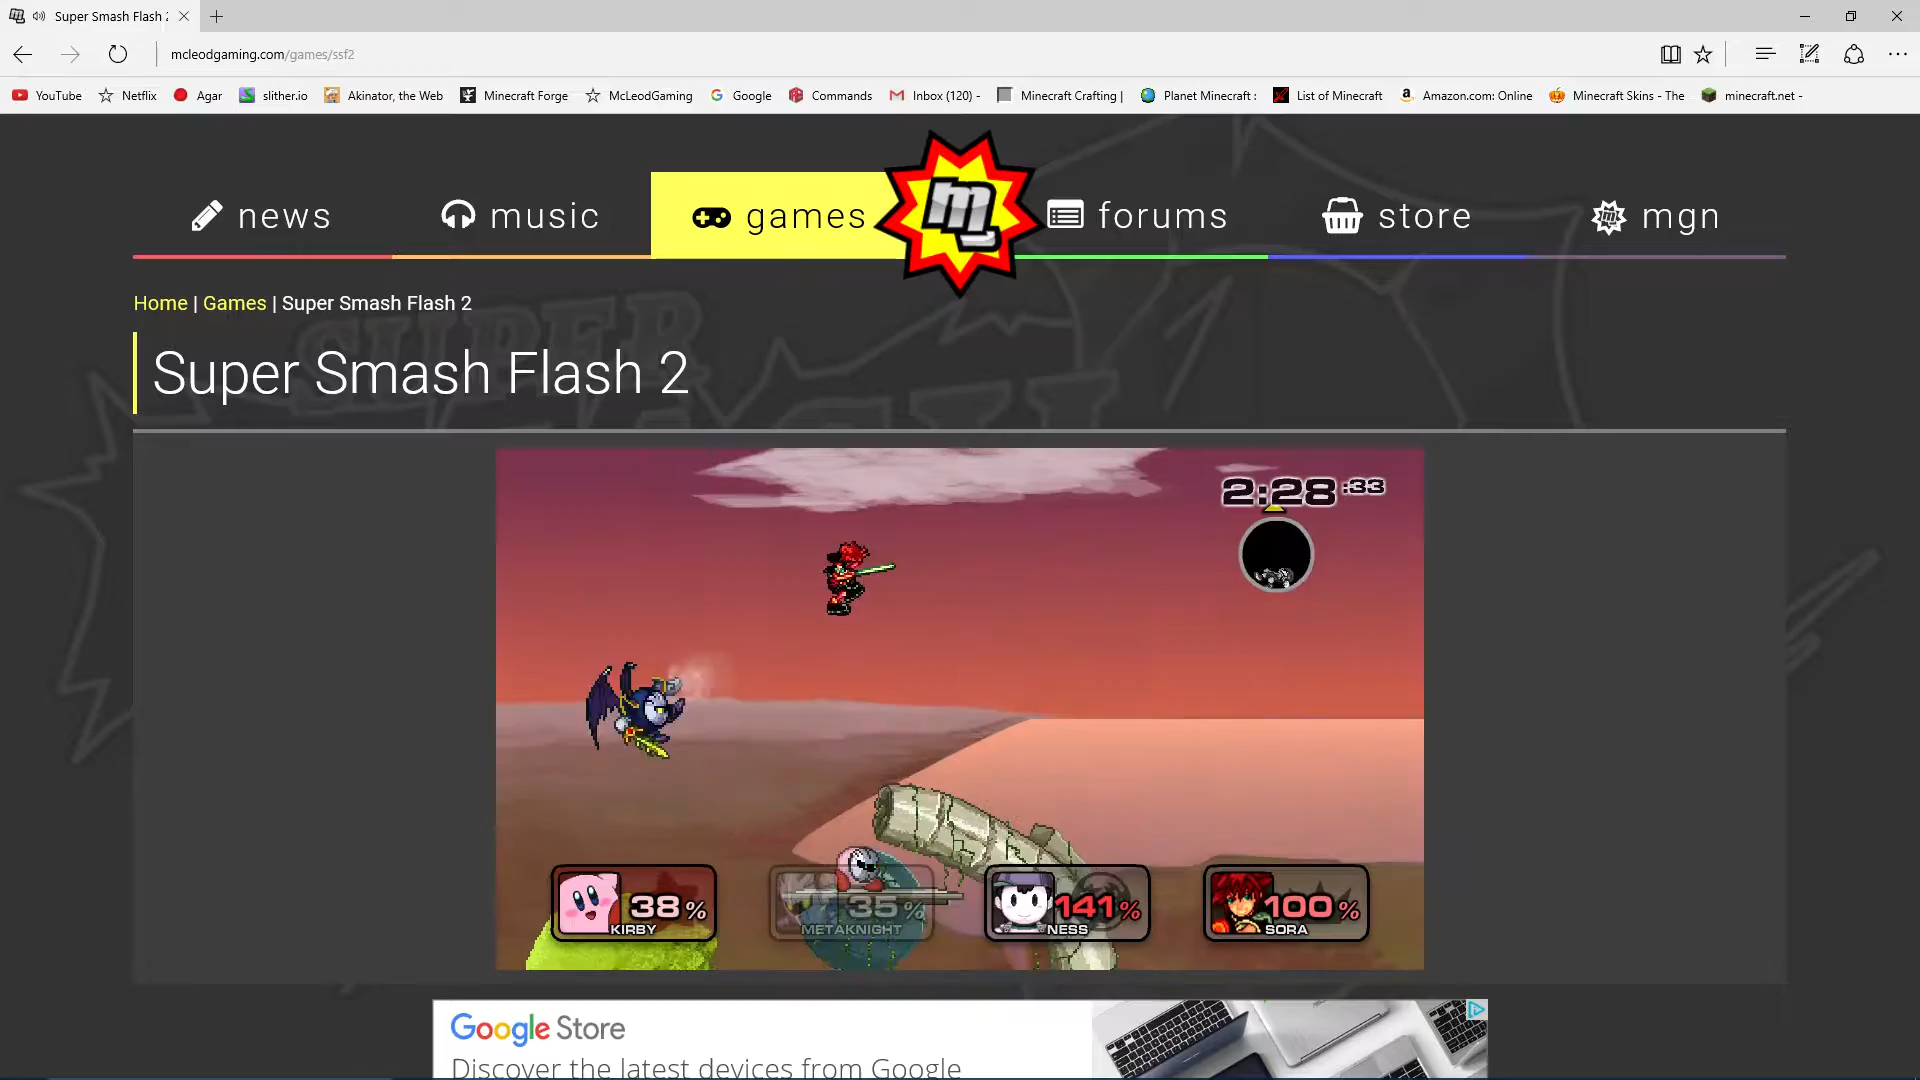 Super Smash Flash 2
mcleodgaming.com/games/ssf2
YouTube Netflix Agar slither.io Akinator, the Web Minecraft Forge McLeodGaming Google Commands Inbox (120) - Minecraft Crafting | Planet Minecraft : List of Minecraft Amazon.com: Online Minecraft Skins - The minecraft.net -
news music games forums store mgn
Home | Games | Super Smash Flash 2
Super Smash Flash 2
2:28:33
38% 35% 141% 100%
KIRBY METAKNIGHT NESS SORA
Google Store
Discover the latest devices from Google